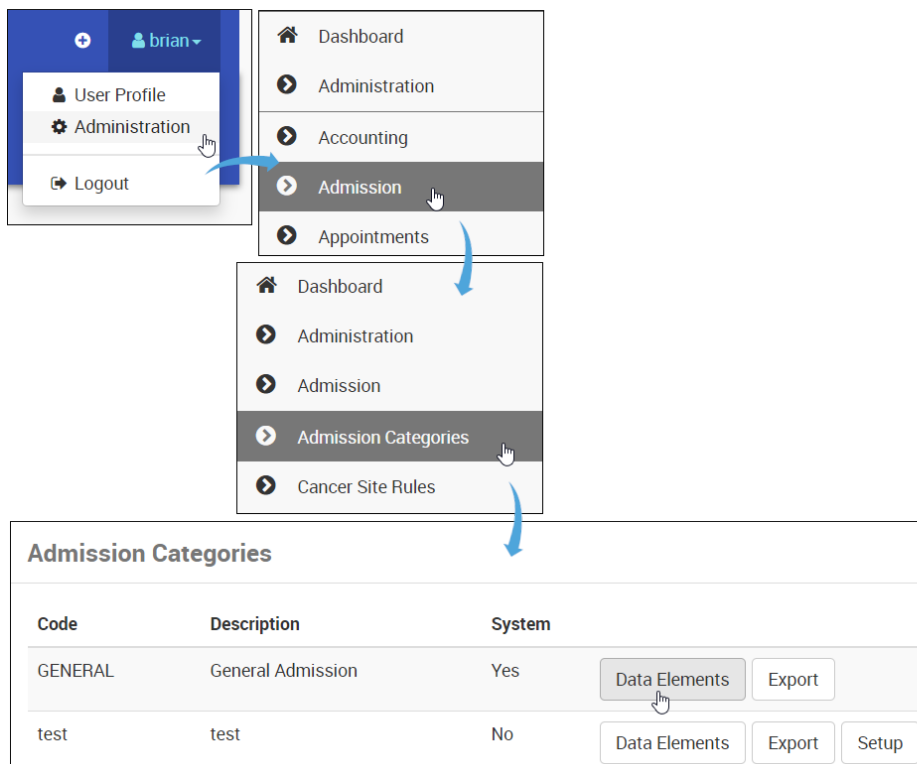 brian
User Profile
Administration
Logout
Dashboard
Administration
Accounting
Admission
Appointments
Dashboard
Administration
Admission
Admission Categories
Cancer Site Rules
Admission Categories
Code Description System
GENERAL General Admission Yes Data Elements Export
test test No Data Elements Export Setup